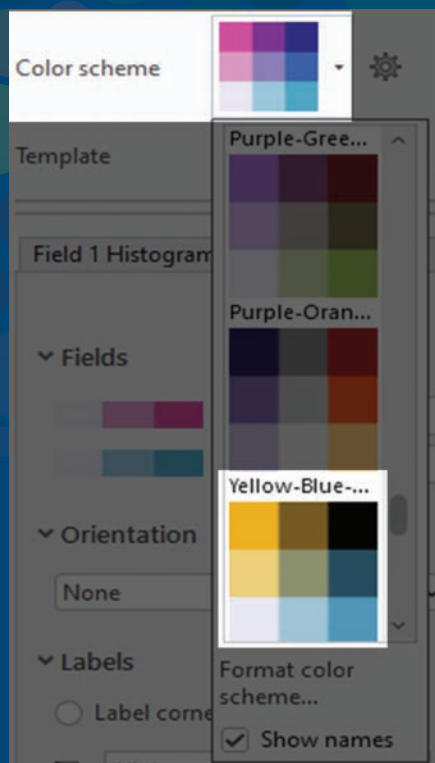 Color scheme
Purple-Gree...
Template
Field 1 Histogram
Purple-Oran...
Fields
Yellow-Blue-...
Orientation
None
Labels
Format color
scheme...
Label corne
Show names